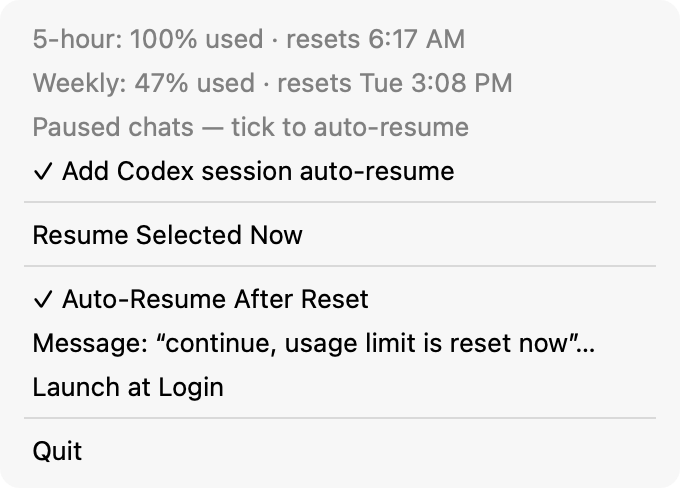 5-hour: 100% used · resets 6:17 AM
Weekly: 47% used · resets Tue 3:08 PM
Paused chats — tick to auto-resume
✓ Add Codex session auto-resume
Resume Selected Now
✓ Auto-Resume After Reset
Message: “continue, usage limit is reset now”...
Launch at Login
Quit